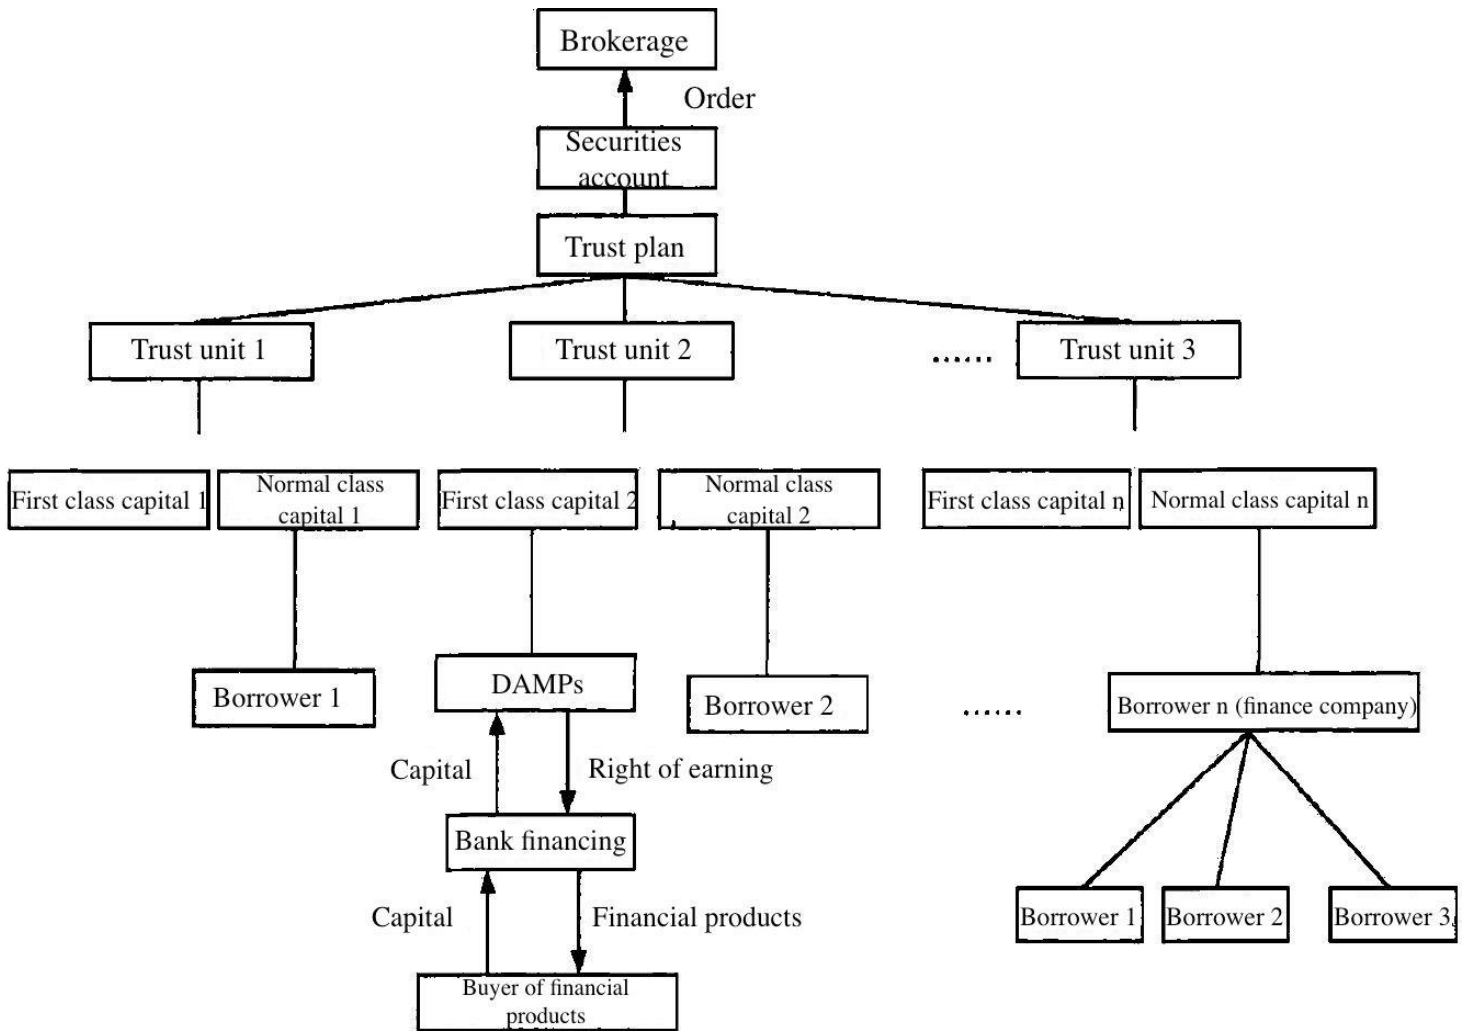 Brokerage
Order
Securities
account
Trust plan
Trust unit 1
Trust unit 2
......
Trust unit 3
First class capital 1
Normal class
capital 1
First class capital 2
Normal class
capital 2
First class capital n
Normal class capital n
Borrower 1
DAMPs
Borrower 2
......
Borrower n (finance company)
Capital
Right of earning
Bank financing
Capital
Financial products
Borrower 1
Borrower 2
Borrower 3
Buyer of financial
products